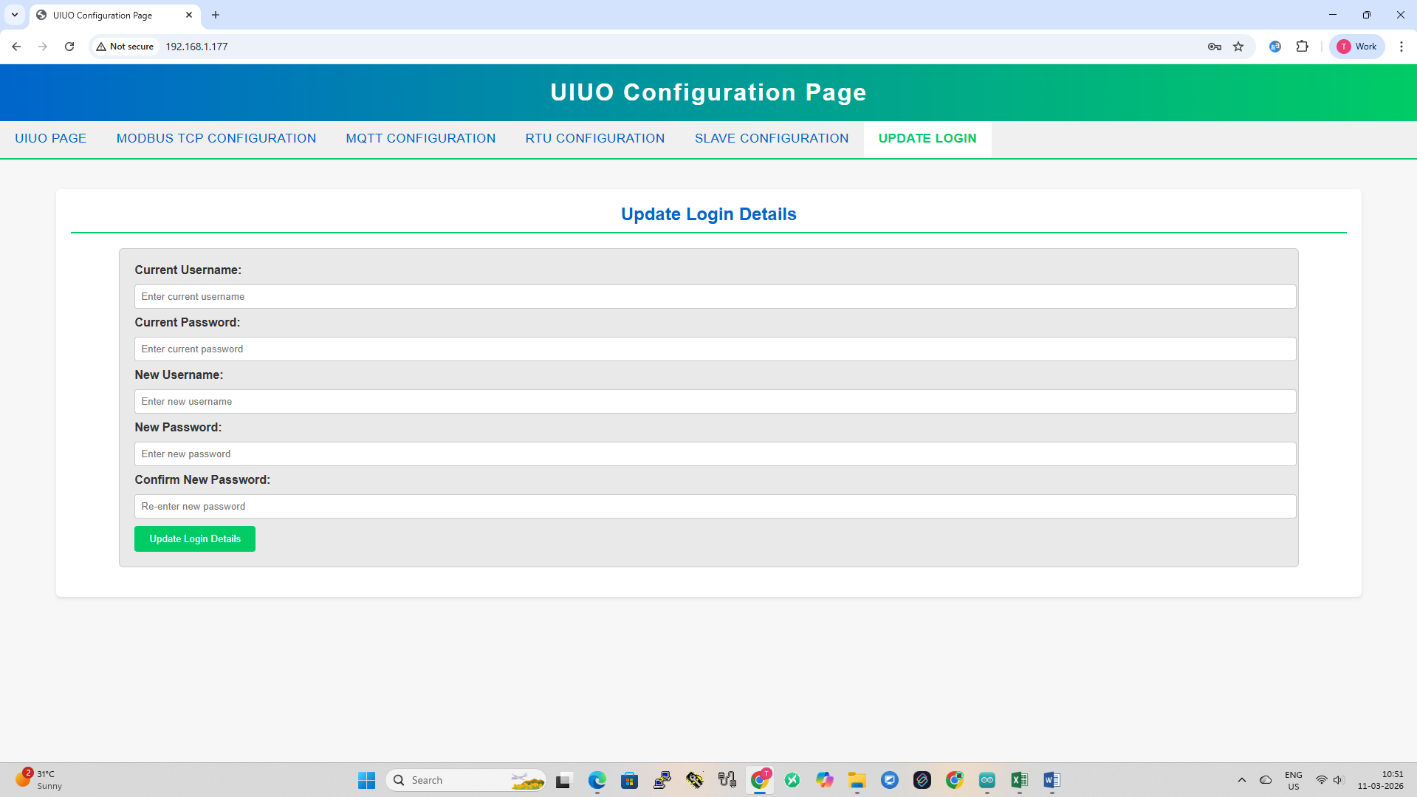 UIUO Configuration Page
Not secure
192.168.1.177
T
Work
UIUO Configuration Page
UIUO PAGE
MODBUS TCP CONFIGURATION
MQTT CONFIGURATION
RTU CONFIGURATION
SLAVE CONFIGURATION
UPDATE LOGIN
Update Login Details
Current Username:
Enter current username
Current Password:
Enter current password
New Username:
Enter new username
New Password:
Enter new password
Confirm New Password:
Re-enter new password
Update Login Details
2
31°C
Sunny
Search
T
ENG
US
10:51
11-03-2026